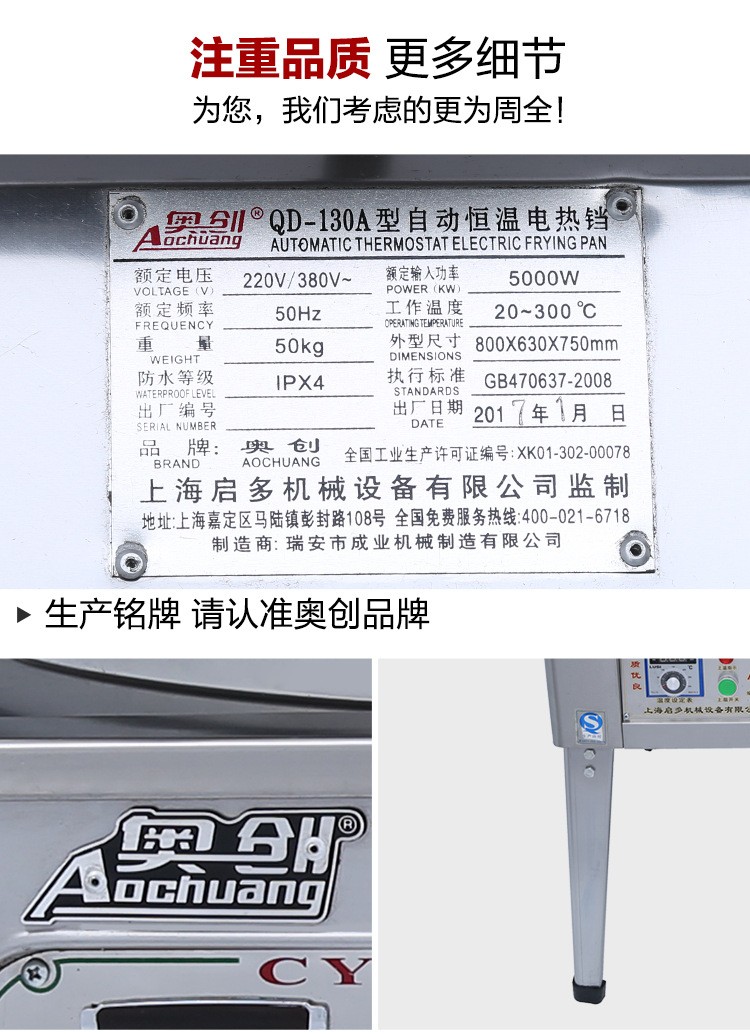 注重品质 更多细节
为您，我们考虑的更为周全！
奥创® Aochuang QD-130A型自动恒温电热铛
AUTOMATIC THERMOSTAT ELECTRIC FRYING PAN
额定电压 VOLTAGE (V) 220V/380V~ 额定输入功率 POWER (KW) 5000W
额定频率 FREQUENCY 50Hz 工作温度 OPERATING TEMPERATURE 20~300℃
重量 WEIGHT 50kg 外型尺寸 DIMENSIONS 800X630X750mm
防水等级 WATERPROOF LEVEL IPX4 执行标准 STANDARDS GB470637-2008
出厂编号 SERIAL NUMBER 出厂日期 DATE 2017年1月 日
品牌: BRAND 奥创 AOCHUANG 全国工业生产许可证编号:XK01-302-00078
上海启多机械设备有限公司监制
地址:上海嘉定区马陆镇彭封路108号 全国免费服务热线:400-021-6718
制造商: 瑞安市成业机械制造有限公司
生产铭牌 请认准奥创品牌
奥创®
Aochuang
CY
质优良
温度设定表
上海启多机械设备有限公